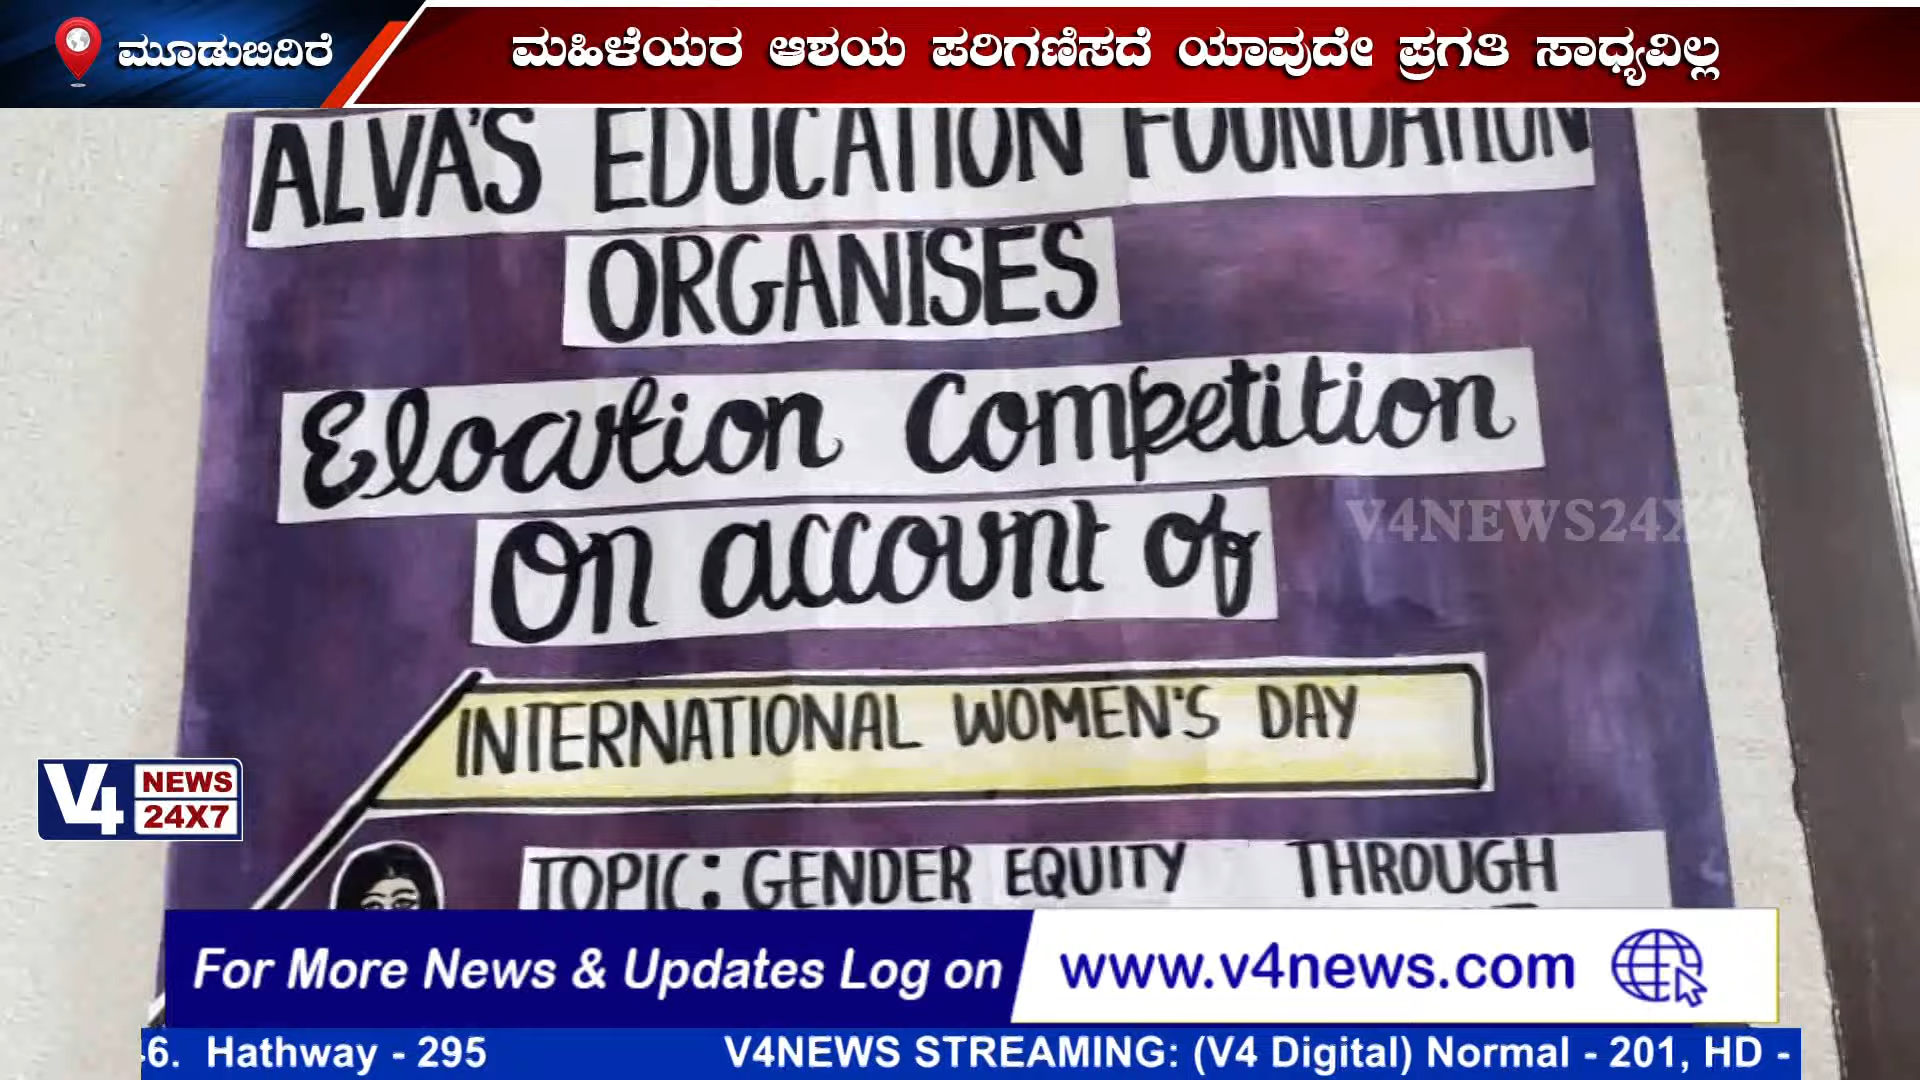 ಮೂಡುಬಿದಿರೆ
ಮಹಿಳೆಯರ ಆಶಯ ಪರಿಗಣಿಸದೆ ಯಾವುದೇ ಪ್ರಗತಿ ಸಾಧ್ಯವಿಲ್ಲ
ALVA'S EDUCATION FOUNDATION
ORGANISES
Elocution Competition
On account of
V4NEWS24X7
INTERNATIONAL WOMEN'S DAY
V4 NEWS
24X7
TOPIC: GENDER EQUITY THROUGH
For More News & Updates Log on www.v4news.com
6. Hathway - 295 V4NEWS STREAMING: (V4 Digital) Normal - 201, HD -